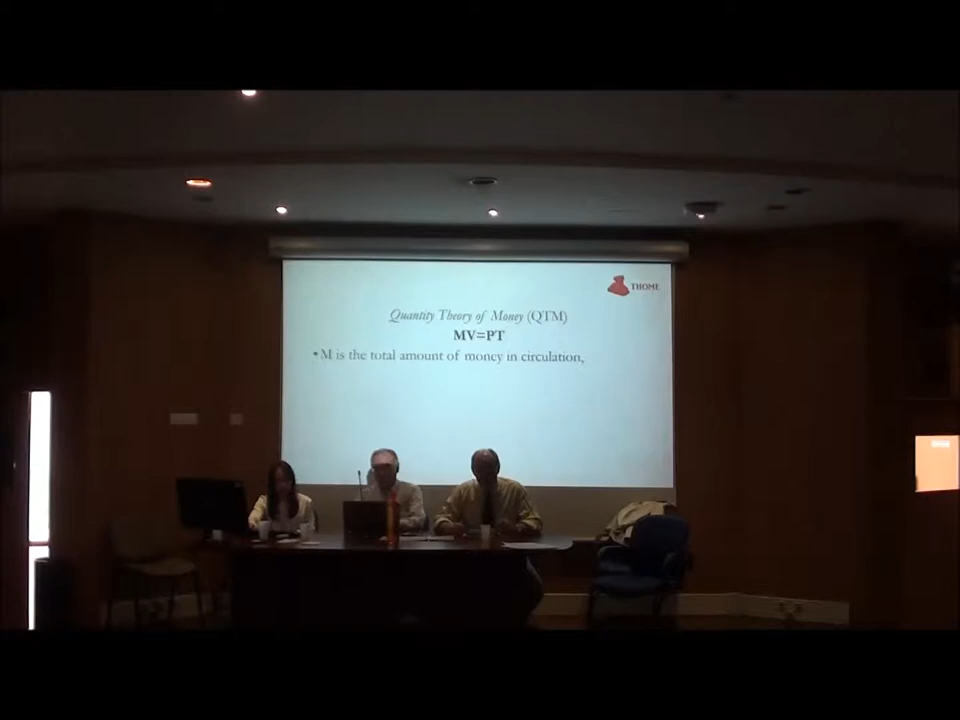 THOME
Quantity Theory of Money (QTM)
MV=PT
•M is the total amount of money in circulation,